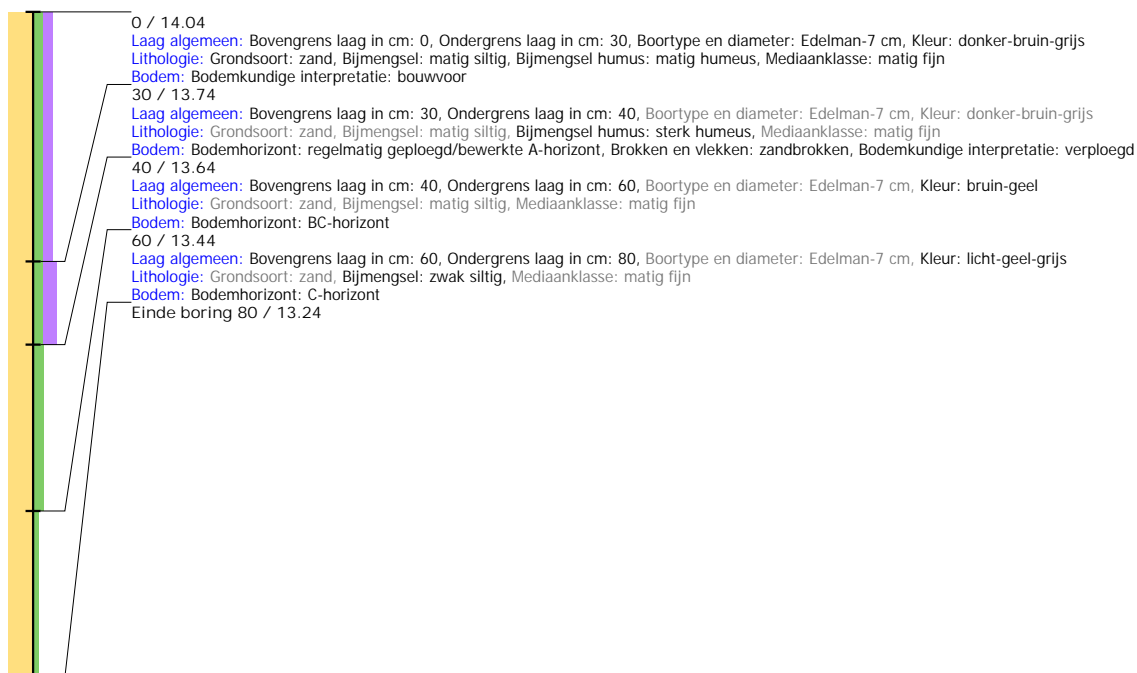 0 / 14.04
Laag algemeen: Bovengrens laag in cm: 0, Ondergrens laag in cm: 30, Boortype en diameter: Edelman-7 cm, Kleur: donker-bruin-grijs
Lithologie: Grondsoort: zand, Bijmengsel: matig siltig, Bijmengsel humus: matig humeus, Mediaanklasse: matig fijn
Bodem: Bodemkundige interpretatie: bouwvoor
30 / 13.74
Laag algemeen: Bovengrens laag in cm: 30, Ondergrens laag in cm: 40, Boortype en diameter: Edelman-7 cm, Kleur: donker-bruin-grijs
Lithologie: Grondsoort: zand, Bijmengsel: matig siltig, Bijmengsel humus: sterk humeus, Mediaanklasse: matig fijn
Bodem: Bodemhorizont: regelmatig geploegd/bewerkte A-horizont, Brokken en vlekken: zandbrokken, Bodemkundige interpretatie: verploegd
40 / 13.64
Laag algemeen: Bovengrens laag in cm: 40, Ondergrens laag in cm: 60, Boortype en diameter: Edelman-7 cm, Kleur: bruin-geel
Lithologie: Grondsoort: zand, Bijmengsel: matig siltig, Mediaanklasse: matig fijn
Bodem: Bodemhorizont: BC-horizont
60 / 13.44
Laag algemeen: Bovengrens laag in cm: 60, Ondergrens laag in cm: 80, Boortype en diameter: Edelman-7 cm, Kleur: licht-geel-grijs
Lithologie: Grondsoort: zand, Bijmengsel: zwak siltig, Mediaanklasse: matig fijn
Bodem: Bodemhorizont: C-horizont
Einde boring 80 / 13.24